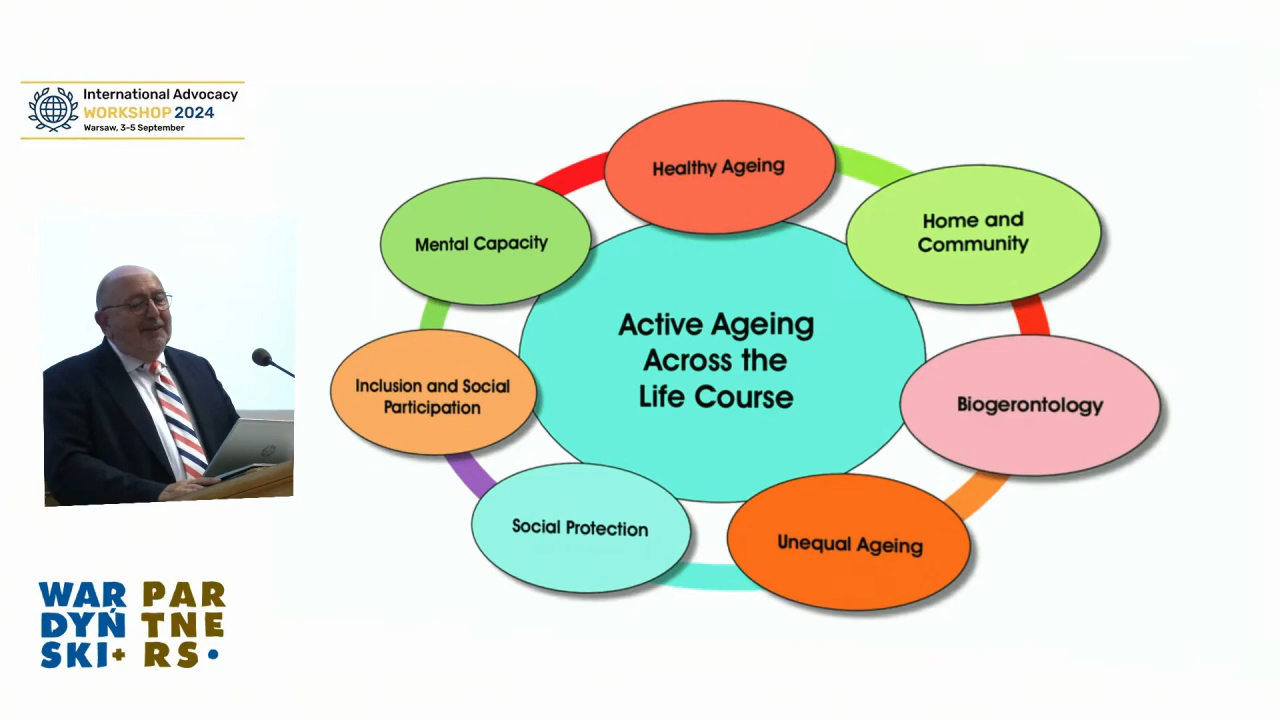 International Advocacy
WORKSHOP 2024
Warsaw, 3-5 September
Healthy Ageing
Home and
Community
Mental Capacity
Active Ageing
Across the
Life Course
Inclusion and Social
Participation
Biogerontology
Social Protection
Unequal Ageing
WAR PAR
DYŃ TNE
SKI+ RS•